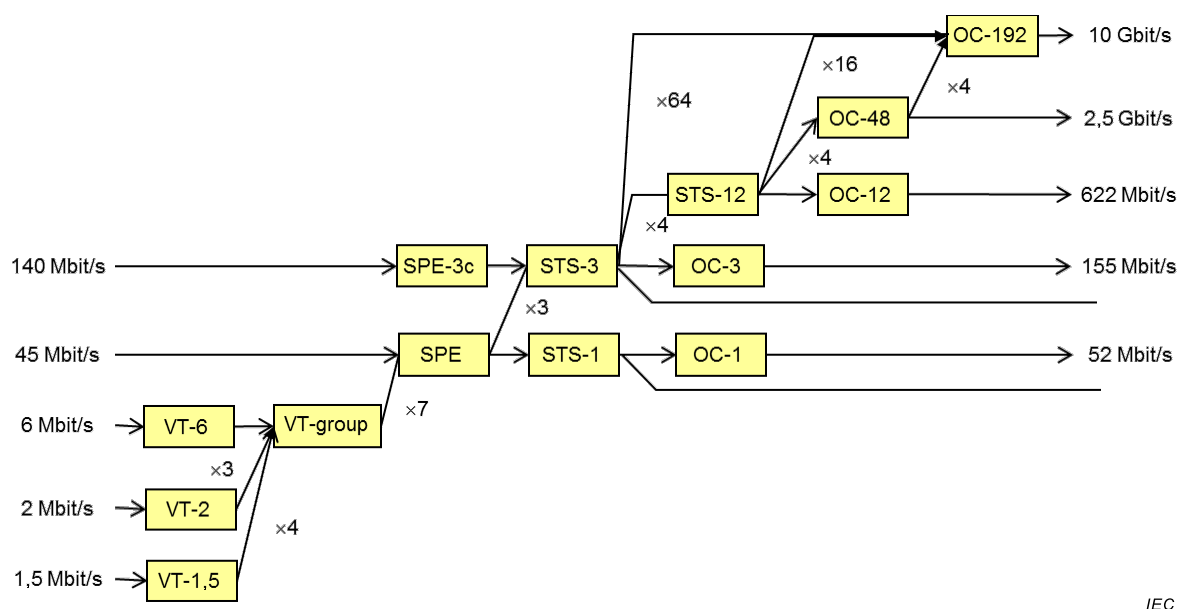 OC-192 10 Gbit/s
×16
×4
×64
OC-48 2,5 Gbit/s
×4
STS-12 OC-12 622 Mbit/s
×4
140 Mbit/s SPE-3c STS-3 OC-3 155 Mbit/s
×3
45 Mbit/s SPE STS-1 OC-1 52 Mbit/s
×7
6 Mbit/s VT-6 VT-group
×3
2 Mbit/s VT-2
×4
1,5 Mbit/s VT-1,5
IEC